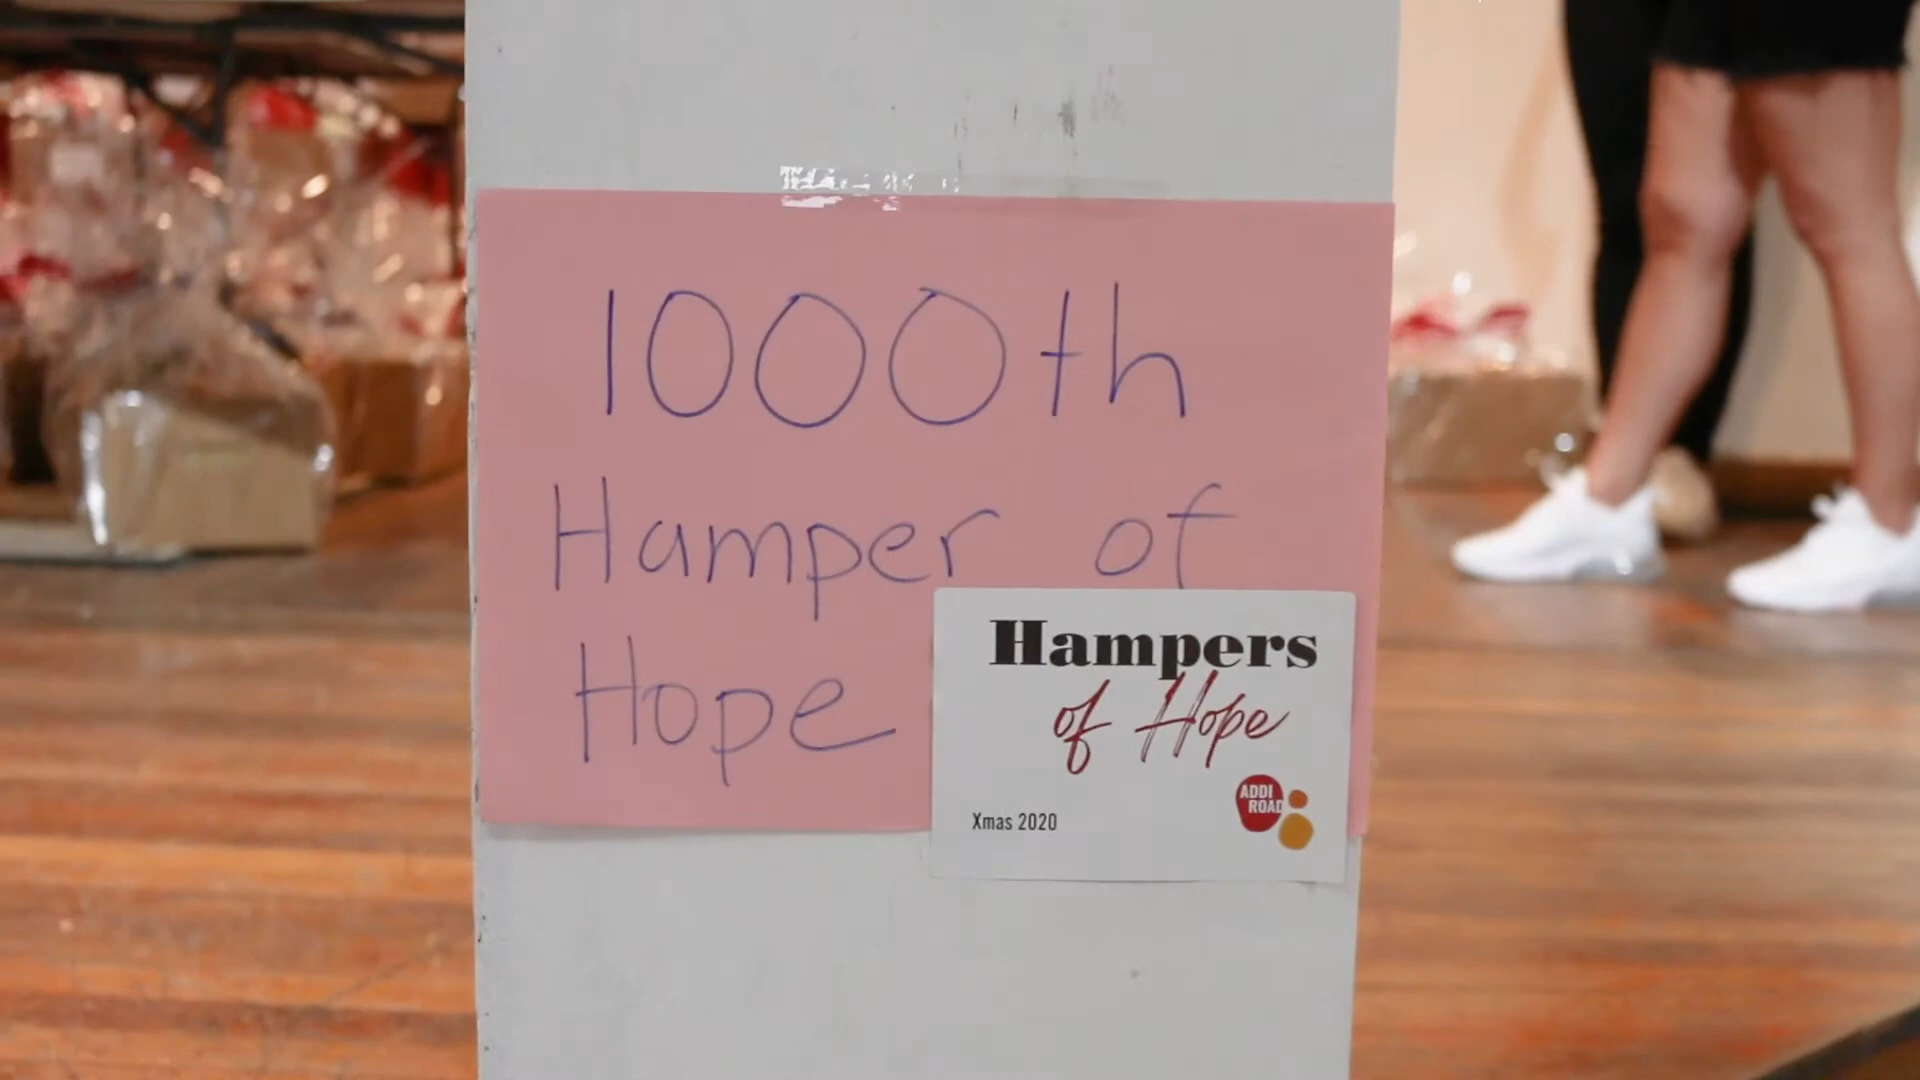 1000th
Hamper of
Hope
Hampers
of Hope
ADDI
ROAD
Xmas 2020